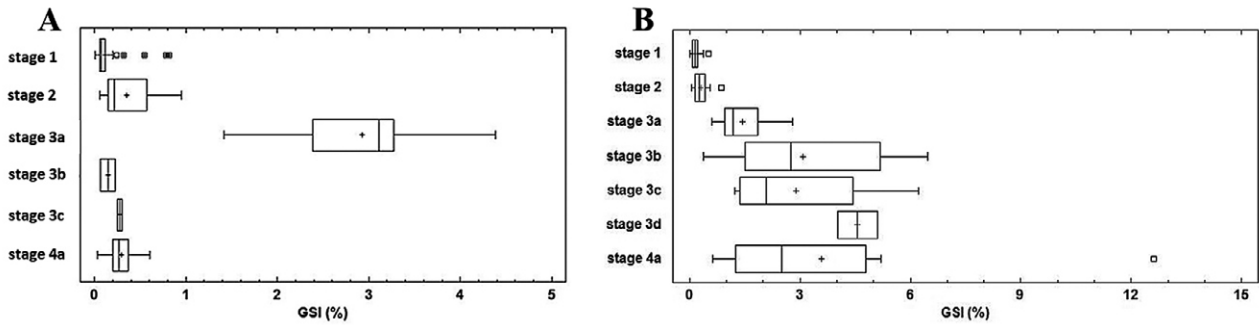 A
stage 1
stage 2
stage 3a
stage 3b
stage 3c
stage 4a
0 1 2 3 4 5
GSI (%)
B
stage 1
stage 2
stage 3a
stage 3b
stage 3c
stage 3d
stage 4a
0 3 6 9 12 15
GSI (%)